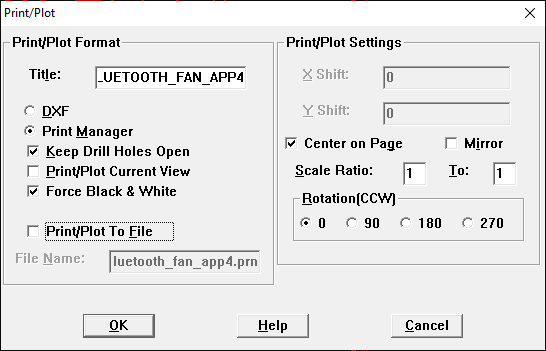 Print/Plot
Print/Plot Format
Title: LUETOOTH_FAN_APP4
DXF
Print Manager
Keep Drill Holes Open
Print/Plot Current View
Force Black & White
Print/Plot To File
File Name: luetooth_fan_app4.prn
Print/Plot Settings
X Shift: 0
Y Shift: 0
Center on Page Mirror
Scale Ratio: 1 To: 1
Rotation(CCW)
0 90 180 270
OK Help Cancel